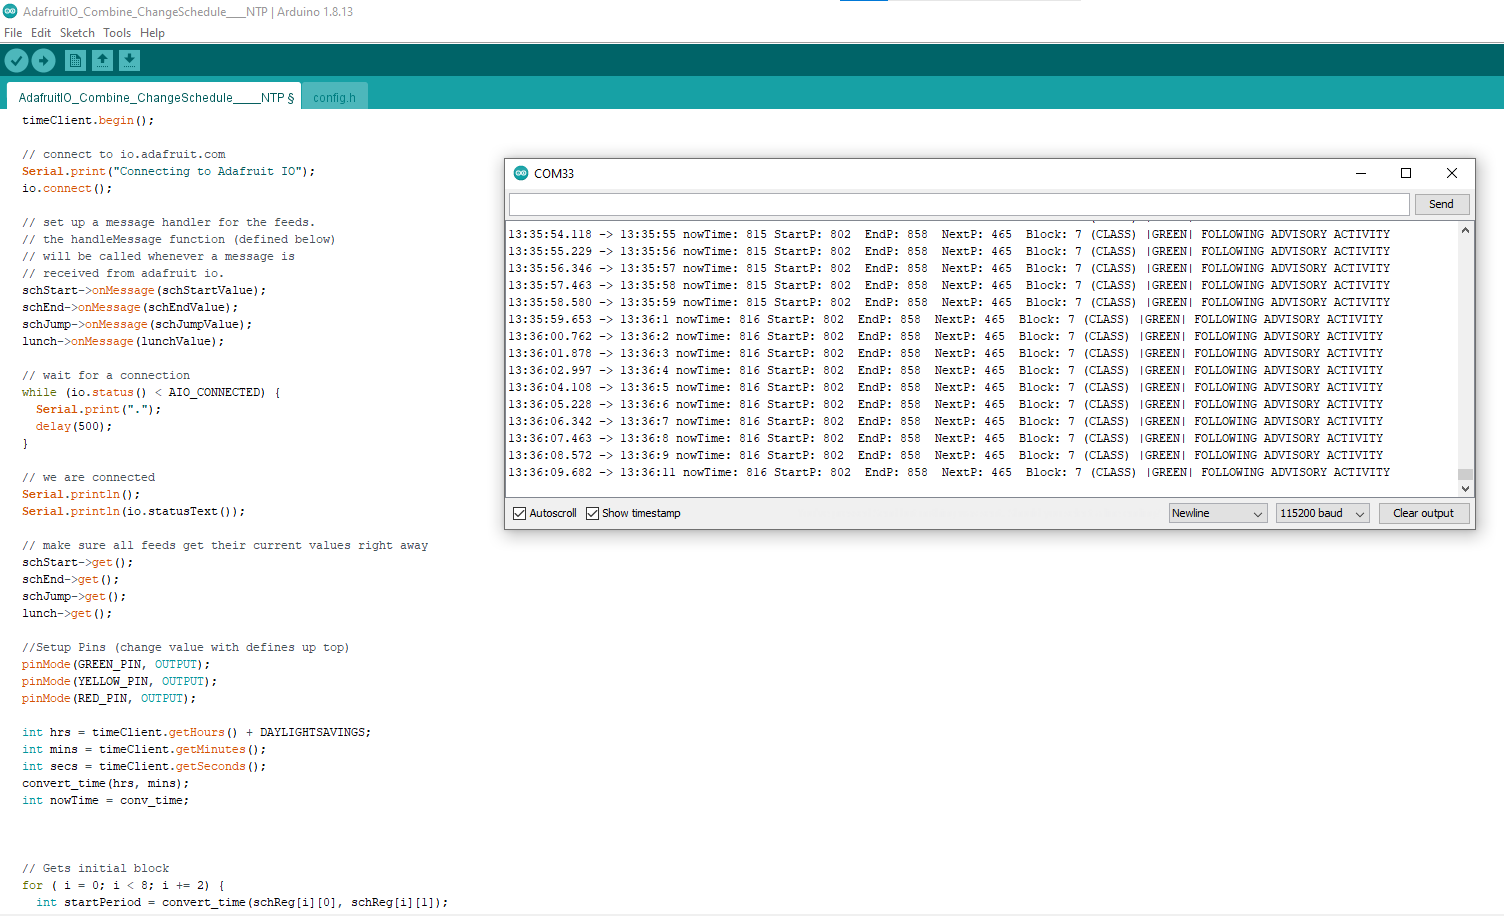 AdafruitIO_Combine_ChangeSchedule____NTP | Arduino 1.8.13
File Edit Sketch Tools Help
AdafruitIO_Combine_ChangeSchedule____NTP §
config.h
timeClient.begin();
// connect to io.adafruit.com
Serial.print("Connecting to Adafruit IO");
io.connect();
// set up a message handler for the feeds.
// the handleMessage function (defined below)
// will be called whenever a message is
// received from adafruit io.
schStart->onMessage(schStartValue);
schEnd->onMessage(schEndValue);
schJump->onMessage(schJumpValue);
lunch->onMessage(lunchValue);
// wait for a connection
while (io.status() < AIO_CONNECTED) {
Serial.print(".");
delay(500);
}
// we are connected
Serial.println();
Serial.println(io.statusText());
// make sure all feeds get their current values right away
schStart->get();
schEnd->get();
schJump->get();
lunch->get();
//Setup Pins (change value with defines up top)
pinMode(GREEN_PIN, OUTPUT);
pinMode(YELLOW_PIN, OUTPUT);
pinMode(RED_PIN, OUTPUT);
int hrs = timeClient.getHours() + DAYLIGHTSAVINGS;
int mins = timeClient.getMinutes();
int secs = timeClient.getSeconds();
convert_time(hrs, mins);
int nowTime = conv_time;
// Gets initial block
for ( i = 0; i < 8; i += 2) {
int startPeriod = convert_time(schReg[i][0], schReg[i][1]);
COM33
Send
13:35:54.118 -> 13:35:55 nowTime: 815 StartP: 802  EndP: 858  NextP: 465  Block: 7 (CLASS) |GREEN| FOLLOWING ADVISORY ACTIVITY
13:35:55.229 -> 13:35:56 nowTime: 815 StartP: 802  EndP: 858  NextP: 465  Block: 7 (CLASS) |GREEN| FOLLOWING ADVISORY ACTIVITY
13:35:56.346 -> 13:35:57 nowTime: 815 StartP: 802  EndP: 858  NextP: 465  Block: 7 (CLASS) |GREEN| FOLLOWING ADVISORY ACTIVITY
13:35:57.463 -> 13:35:58 nowTime: 815 StartP: 802  EndP: 858  NextP: 465  Block: 7 (CLASS) |GREEN| FOLLOWING ADVISORY ACTIVITY
13:35:58.580 -> 13:35:59 nowTime: 815 StartP: 802  EndP: 858  NextP: 465  Block: 7 (CLASS) |GREEN| FOLLOWING ADVISORY ACTIVITY
13:35:59.653 -> 13:36:1 nowTime: 816 StartP: 802  EndP: 858  NextP: 465  Block: 7 (CLASS) |GREEN| FOLLOWING ADVISORY ACTIVITY
13:36:00.762 -> 13:36:2 nowTime: 816 StartP: 802  EndP: 858  NextP: 465  Block: 7 (CLASS) |GREEN| FOLLOWING ADVISORY ACTIVITY
13:36:01.878 -> 13:36:3 nowTime: 816 StartP: 802  EndP: 858  NextP: 465  Block: 7 (CLASS) |GREEN| FOLLOWING ADVISORY ACTIVITY
13:36:02.997 -> 13:36:4 nowTime: 816 StartP: 802  EndP: 858  NextP: 465  Block: 7 (CLASS) |GREEN| FOLLOWING ADVISORY ACTIVITY
13:36:04.108 -> 13:36:5 nowTime: 816 StartP: 802  EndP: 858  NextP: 465  Block: 7 (CLASS) |GREEN| FOLLOWING ADVISORY ACTIVITY
13:36:05.228 -> 13:36:6 nowTime: 816 StartP: 802  EndP: 858  NextP: 465  Block: 7 (CLASS) |GREEN| FOLLOWING ADVISORY ACTIVITY
13:36:06.342 -> 13:36:7 nowTime: 816 StartP: 802  EndP: 858  NextP: 465  Block: 7 (CLASS) |GREEN| FOLLOWING ADVISORY ACTIVITY
13:36:07.463 -> 13:36:8 nowTime: 816 StartP: 802  EndP: 858  NextP: 465  Block: 7 (CLASS) |GREEN| FOLLOWING ADVISORY ACTIVITY
13:36:08.572 -> 13:36:9 nowTime: 816 StartP: 802  EndP: 858  NextP: 465  Block: 7 (CLASS) |GREEN| FOLLOWING ADVISORY ACTIVITY
13:36:09.682 -> 13:36:11 nowTime: 816 StartP: 802  EndP: 858  NextP: 465  Block: 7 (CLASS) |GREEN| FOLLOWING ADVISORY ACTIVITY
Autoscroll Show timestamp Newline 115200 baud Clear output